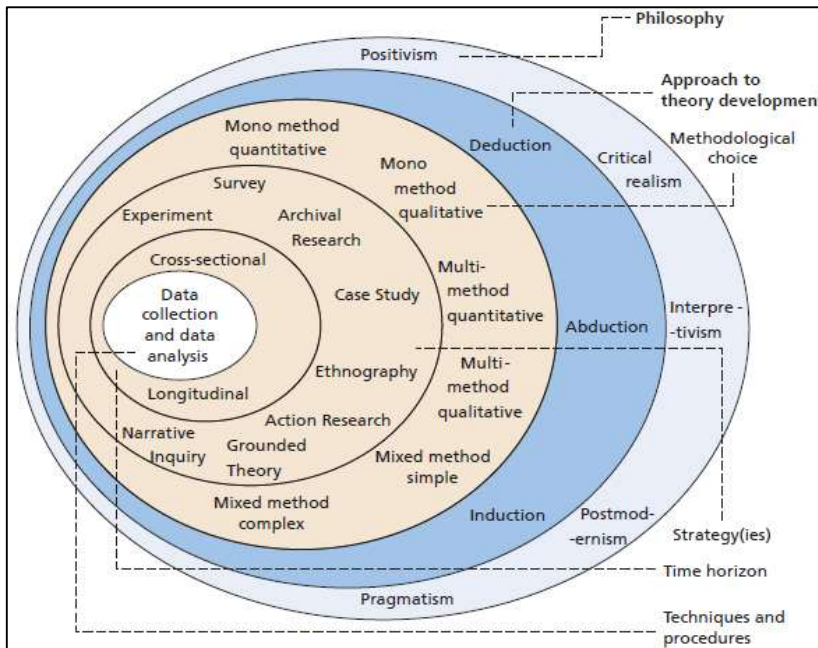 Philosophy
Positivism
Approach to
theory development
Mono method
quantitative
Deduction
Methodological
choice
Critical
realism
Mono
method
qualitative
Survey
Experiment
Archival
Research
Cross-sectional
Multi-
method
quantitative
Data
collection
and data
analysis
Case Study
Interpre-
-tivism
Abduction
Ethnography
Multi-
method
qualitative
Longitudinal
Action Research
Narrative
Inquiry
Grounded
Theory
Mixed method
simple
Mixed method
complex
Induction
Postmod-
-ernism
Strategy(ies)
Time horizon
Pragmatism
Techniques and
procedures